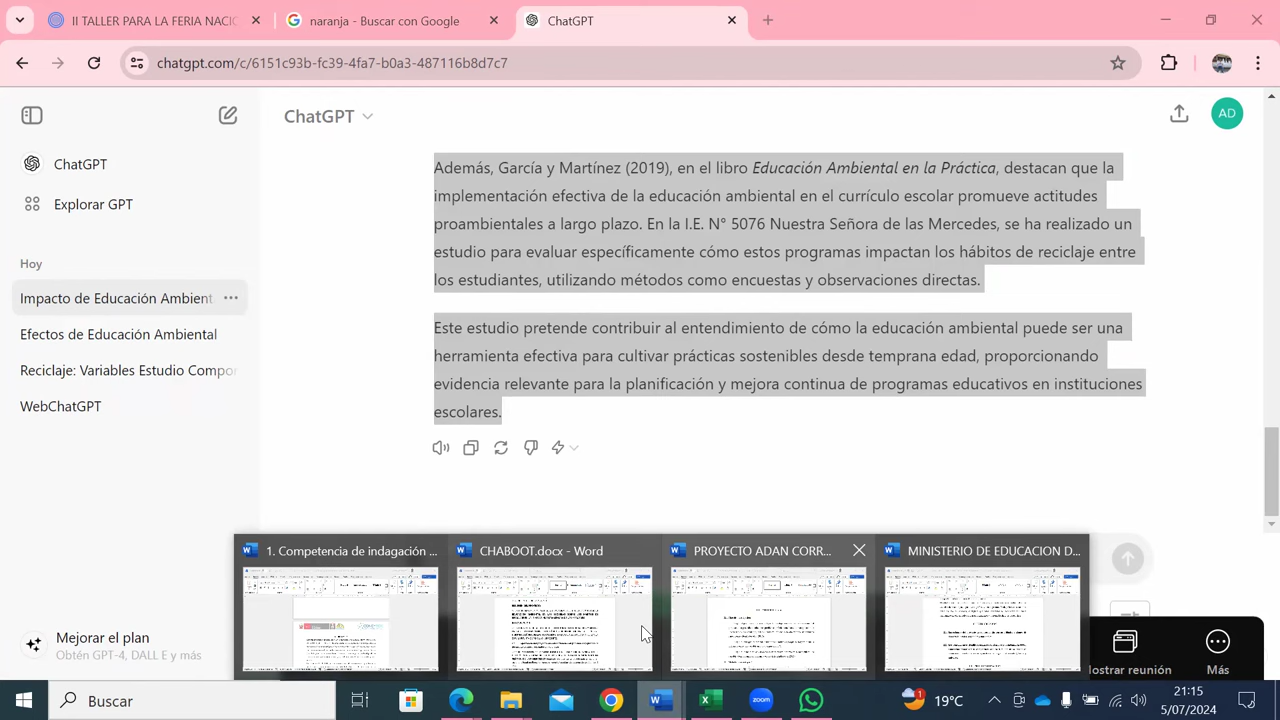 II TALLER PARA LA FERIA NACIO
naranja - Buscar con Google
ChatGPT
chatgpt.com/c/6151c93b-fc39-4fa7-b0a3-487116b8d7c7
ChatGPT
AD
ChatGPT
Explorar GPT
Hoy
Impacto de Educación Ambient
Efectos de Educación Ambiental
Reciclaje: Variables Estudio Compo
WebChatGPT
Además, García y Martínez (2019), en el libro Educación Ambiental en la Práctica, destacan que la
implementación efectiva de la educación ambiental en el currículo escolar promueve actitudes
proambientales a largo plazo. En la I.E. N° 5076 Nuestra Señora de las Mercedes, se ha realizado un
estudio para evaluar específicamente cómo estos programas impactan los hábitos de reciclaje entre
los estudiantes, utilizando métodos como encuestas y observaciones directas.
Este estudio pretende contribuir al entendimiento de cómo la educación ambiental puede ser una
herramienta efectiva para cultivar prácticas sostenibles desde temprana edad, proporcionando
evidencia relevante para la planificación y mejora continua de programas educativos en instituciones
escolares.
1. Competencia de indagación ...
CHABOOT.docx - Word
PROYECTO ADAN CORR...
MINISTERIO DE EDUCACION D...
Mejorar el plan
Obtén GPT-4, DALL E y más
ostrar reunión
Más
Buscar
19°C
21:15
5/07/2024